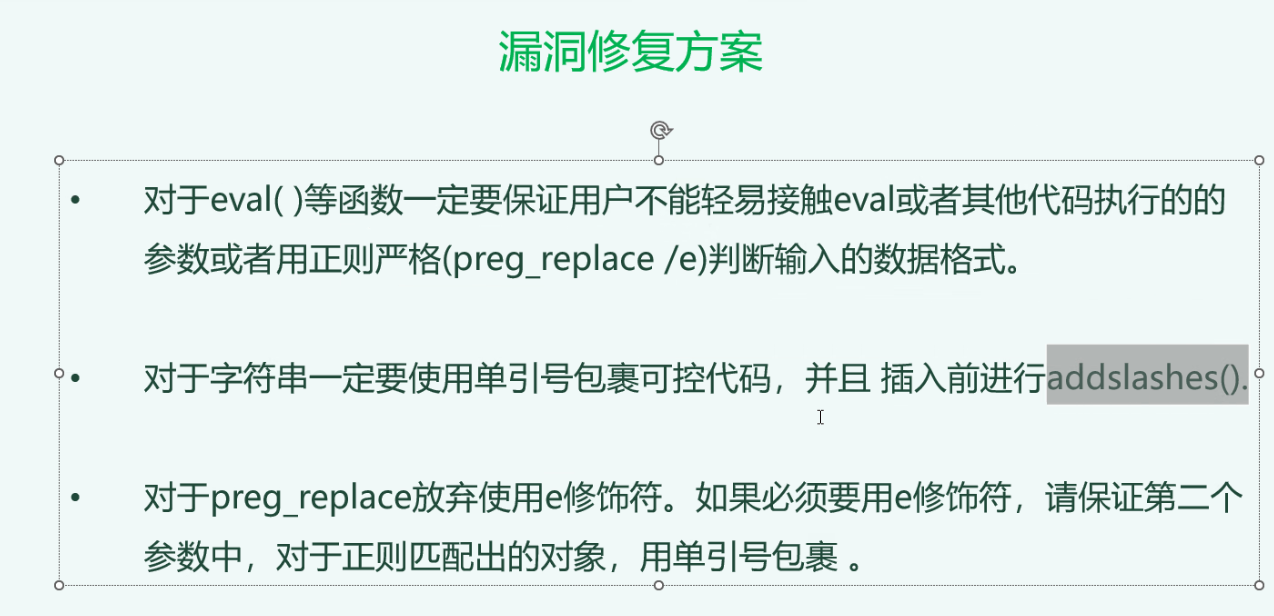 漏洞修复方案
• 对于eval( )等函数一定要保证用户不能轻易接触eval或者其他代码执行的的
参数或者用正则严格(preg_replace /e)判断输入的数据格式。
• 对于字符串一定要使用单引号包裹可控代码，并且 插入前进行addslashes().
• 对于preg_replace放弃使用e修饰符。如果必须要用e修饰符，请保证第二个
参数中，对于正则匹配出的对象，用单引号包裹 。